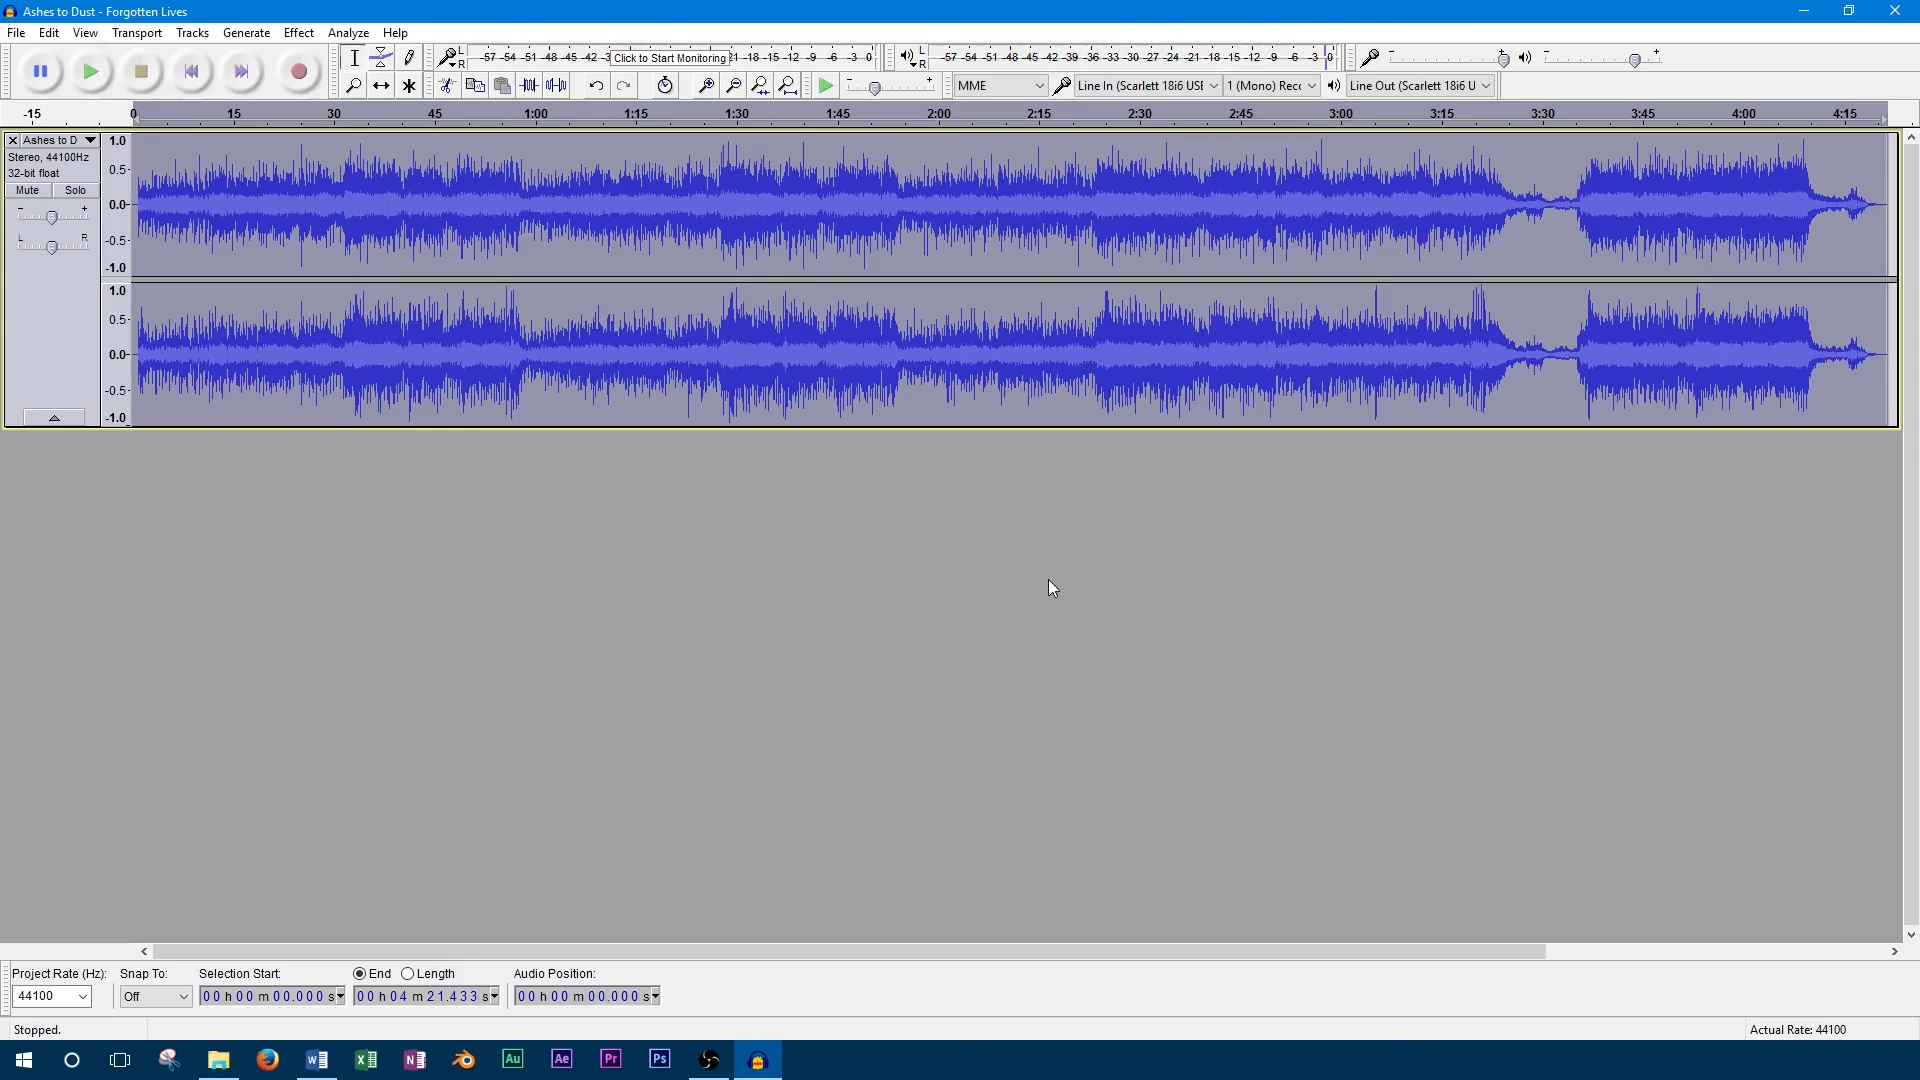 Ashes to Dust - Forgotten Lives
File Edit View Transport Tracks Generate Effect Analyze Help
L R -57 -54 -51 -48 -45 -42 -3 Click to Start Monitoring 21 -18 -15 -12 -9 -6 -3 0 L R -57 -54 -51 -48 -45 -42 -39 -36 -33 -30 -27 -24 -21 -18 -15 -12 -9 -6 -3 0 - + - +
- + MME Line In (Scarlett 18i6 USE 1 (Mono) Recc Line Out (Scarlett 18i6 U
-15 0 15 30 45 1:00 1:15 1:30 1:45 2:00 2:15 2:30 2:45 3:00 3:15 3:30 3:45 4:00 4:15
Ashes to D 1.0
Stereo, 44100Hz
32-bit float 0.5-
Mute Solo
- + 0.0-
L R -0.5-
-1.0
1.0
0.5-
0.0-
-0.5-
-1.0
Project Rate (Hz): Snap To: Selection Start: End Length Audio Position:
44100 Off 00 h 00 m 00.000 s 00 h 04 m 21.433 s 00 h 00 m 00.000 s
Stopped. Actual Rate: 44100
W X N Au Ae Pr Ps